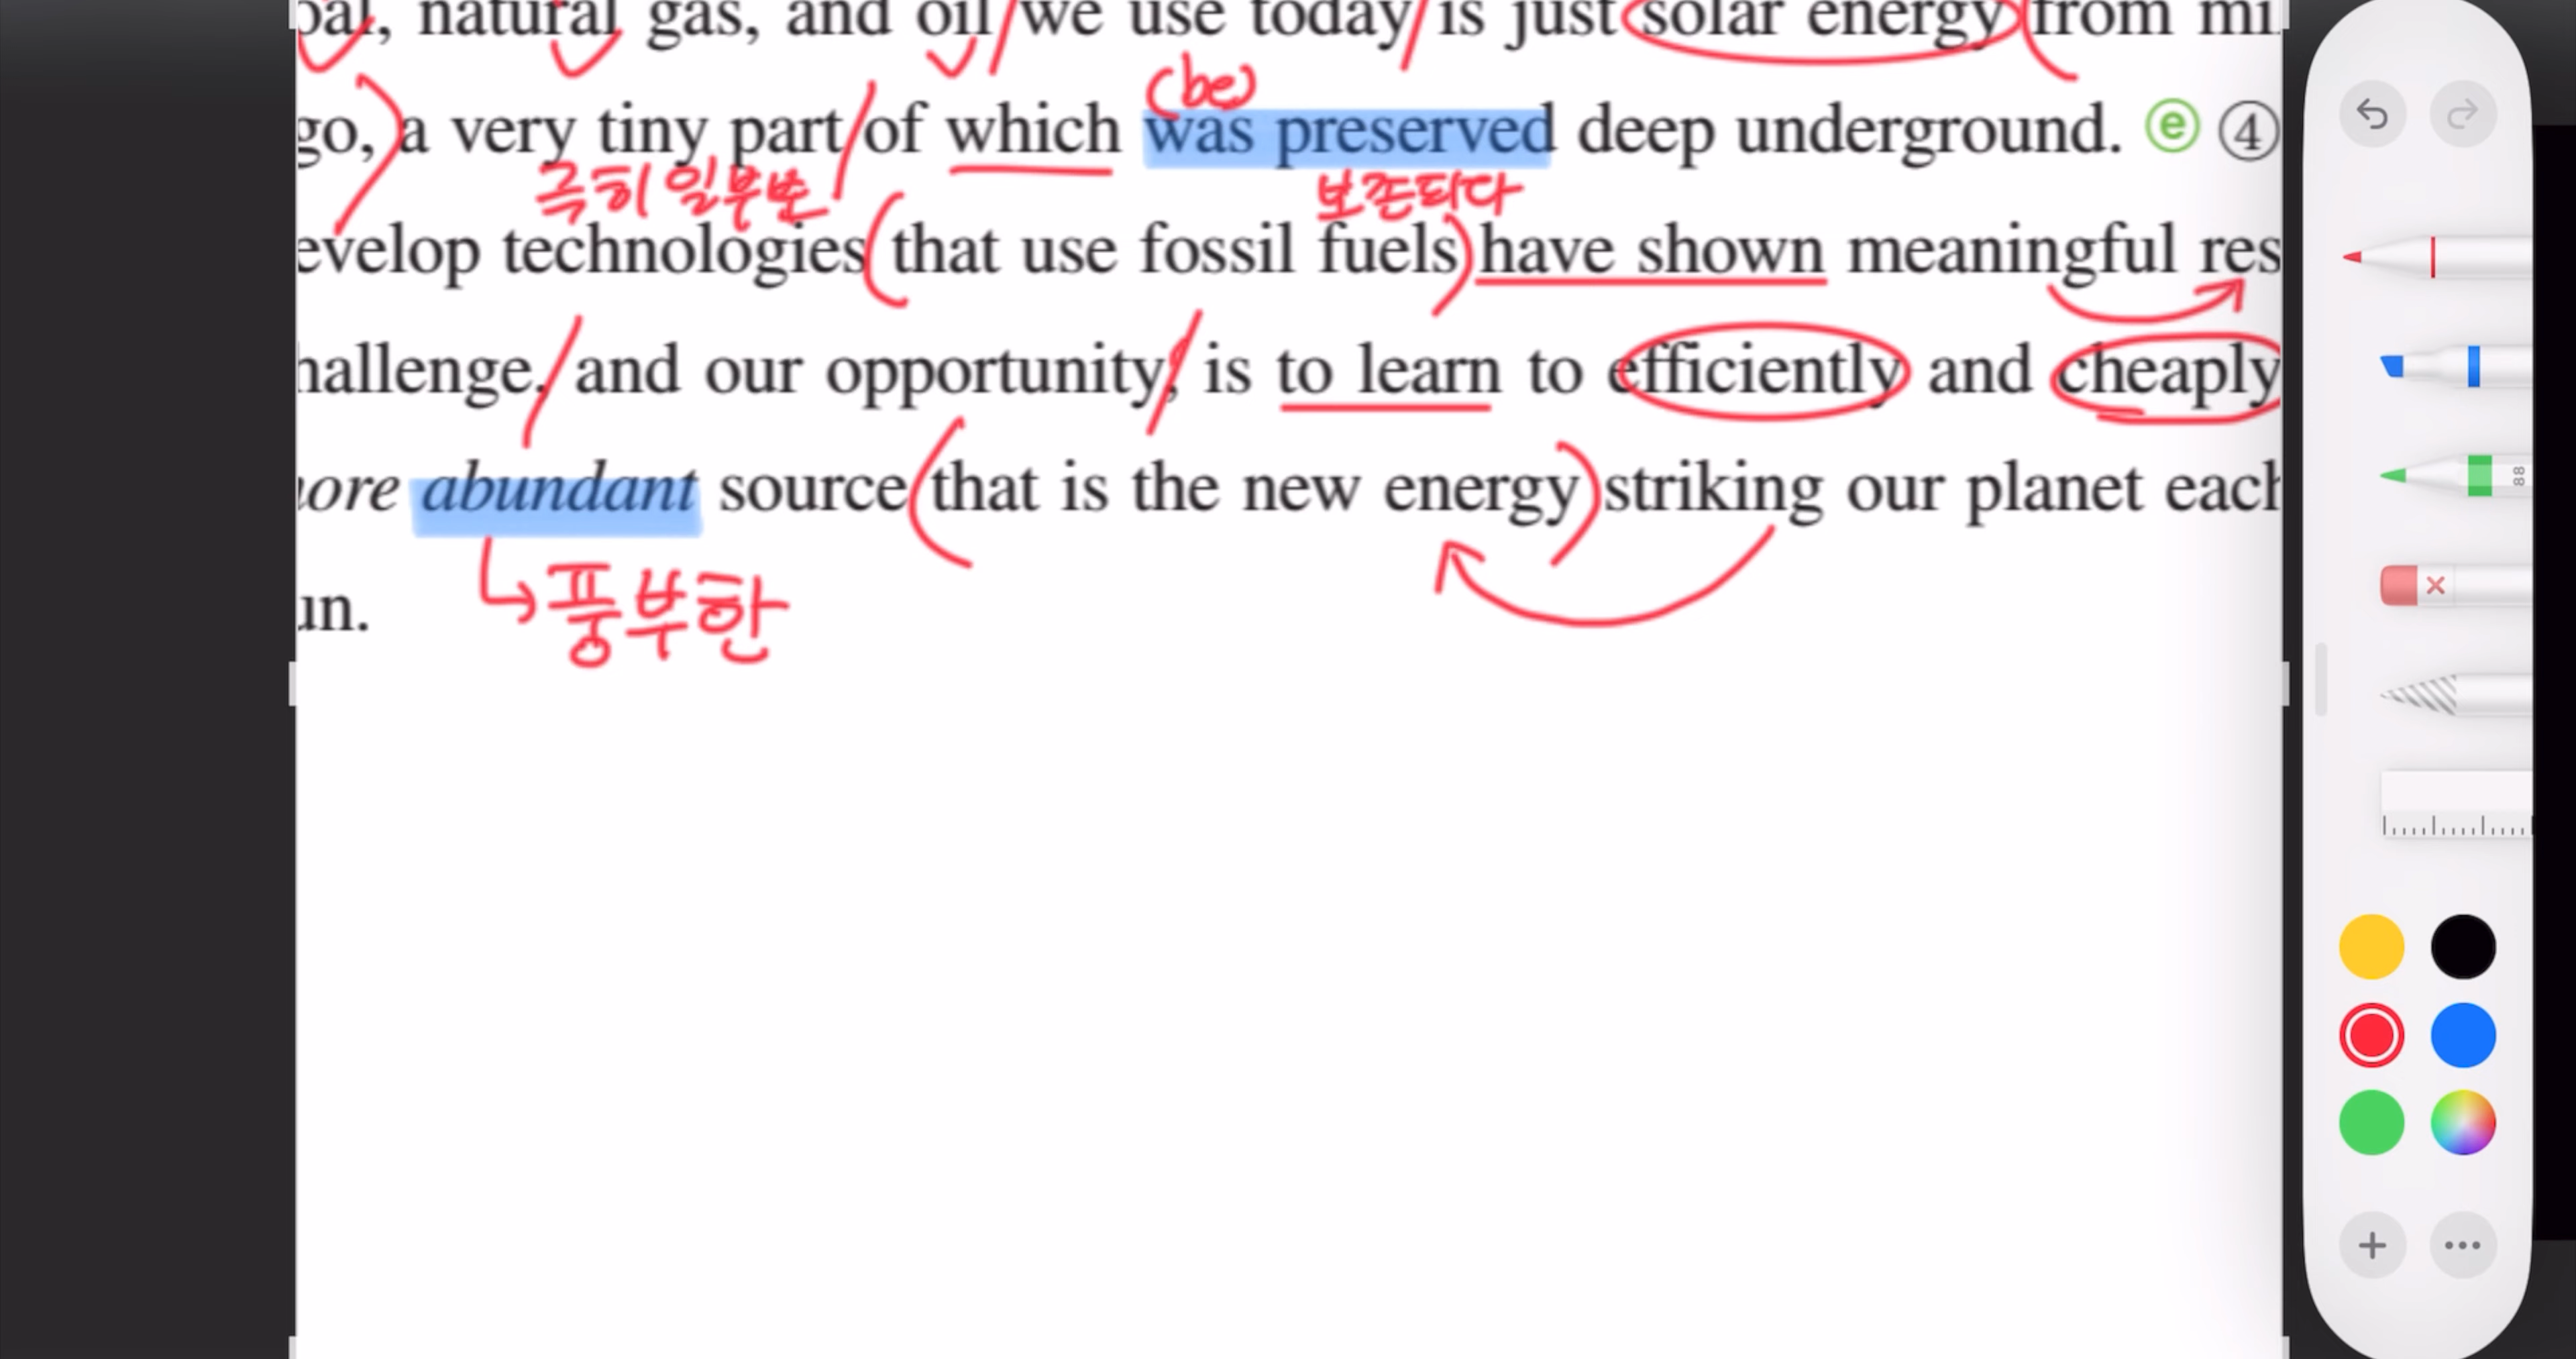 oal, natural gas, and oil we use today is just solar energy from mi
(be)
go, a very tiny part of which was preserved deep underground. ⓔ ④
극히 일부분 보존되다
evelop technologies that use fossil fuels have shown meaningful res
hallenge, and our opportunity, is to learn to efficiently and cheaply
ore abundant source that is the new energy striking our planet each
풍부한
un.
88